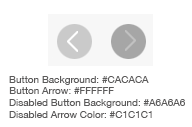 Button Background: #CACACA
Button Arrow: #FFFFFF
Disabled Button Background: #A6A6A6
Disabled Arrow Color: #C1C1C1